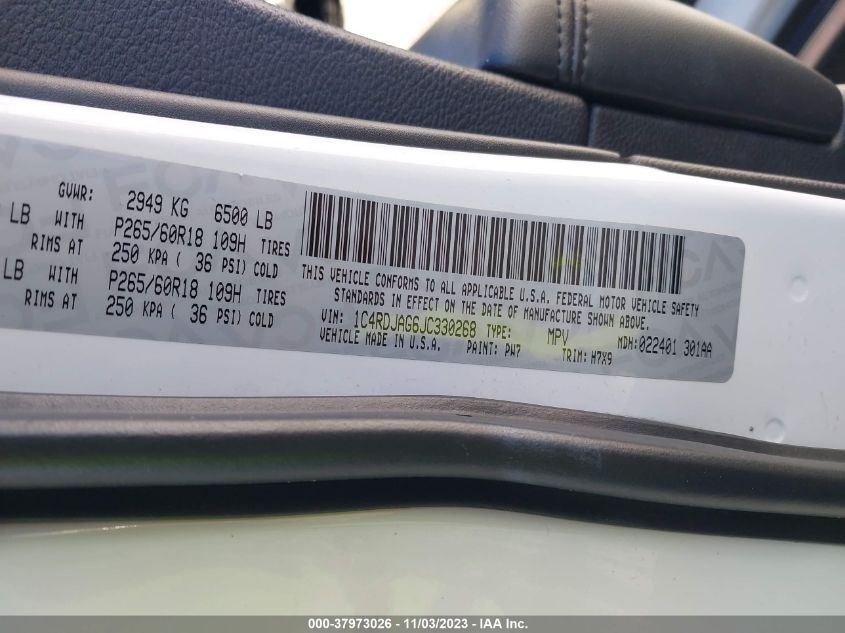 GVWR: 2949 KG 6500 LB
LB WITH P265/60R18 109H TIRES
RIMS AT 250 KPA ( 36 PSI) COLD
LB WITH P265/60R18 109H TIRES
RIMS AT 250 KPA ( 36 PSI) COLD
THIS VEHICLE CONFORMS TO ALL APPLICABLE U.S.A. FEDERAL MOTOR VEHICLE SAFETY
STANDARDS IN EFFECT ON THE DATE OF MANUFACTURE SHOWN ABOVE.
VIN: 1C4RDJAG6JC330268 TYPE: MPV MDH: 022401 301AA
VEHICLE MADE IN U.S.A. PAINT: PW7 TRIM: H7X9
000-37973026 - 11/03/2023 - © IAA, Inc.